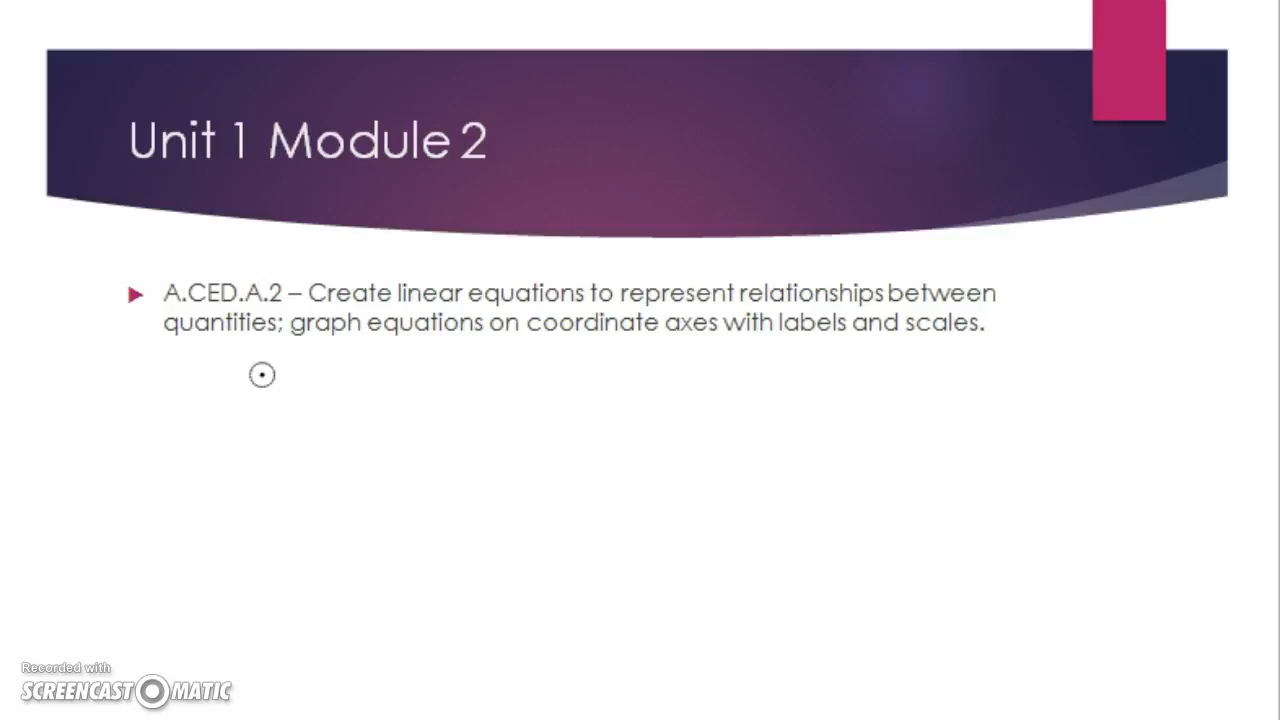 Unit 1 Module 2
A.CED.A.2 – Create linear equations to represent relationships between
quantities; graph equations on coordinate axes with labels and scales.
Recorded with
SCREENCAST MATIC